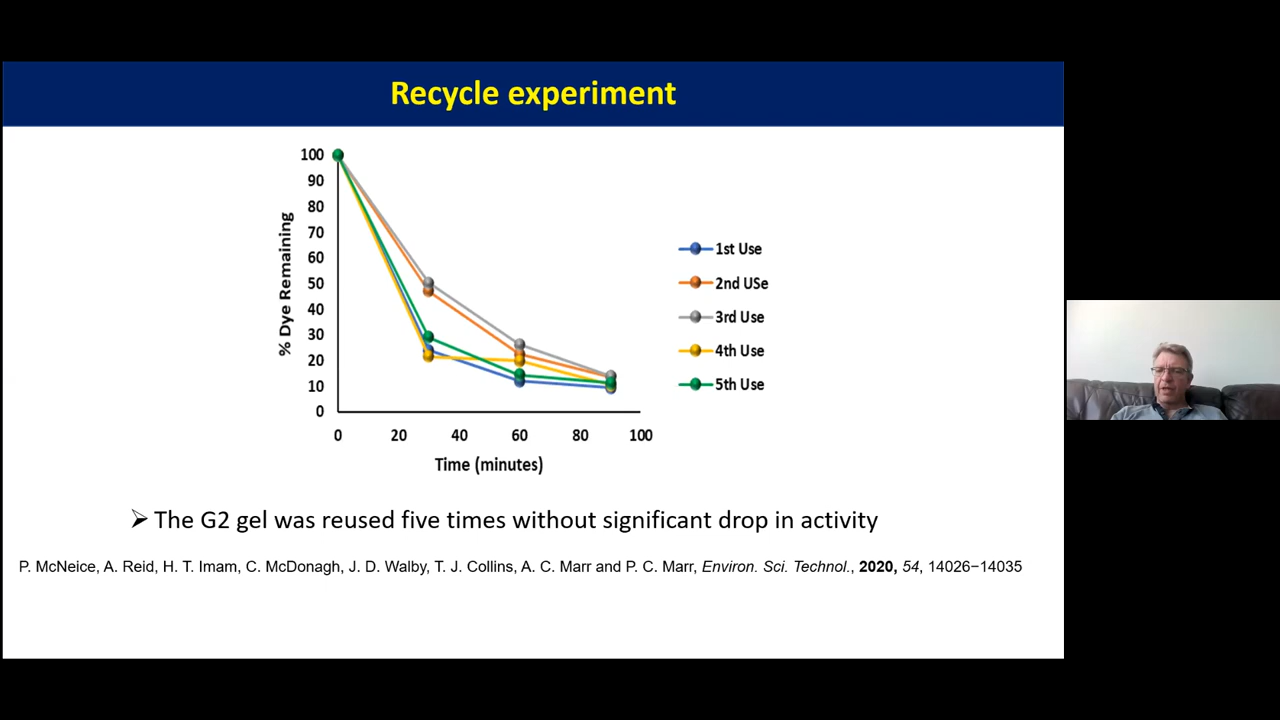 Recycle experiment
100
90
80
70
60
50
40
30
20
10
0
% Dye Remaining
0 20 40 60 80 100
Time (minutes)
1st Use
2nd USe
3rd Use
4th Use
5th Use
➢ The G2 gel was reused five times without significant drop in activity
P. McNeice, A. Reid, H. T. Imam, C. McDonagh, J. D. Walby, T. J. Collins, A. C. Marr and P. C. Marr, Environ. Sci. Technol., 2020, 54, 14026−14035